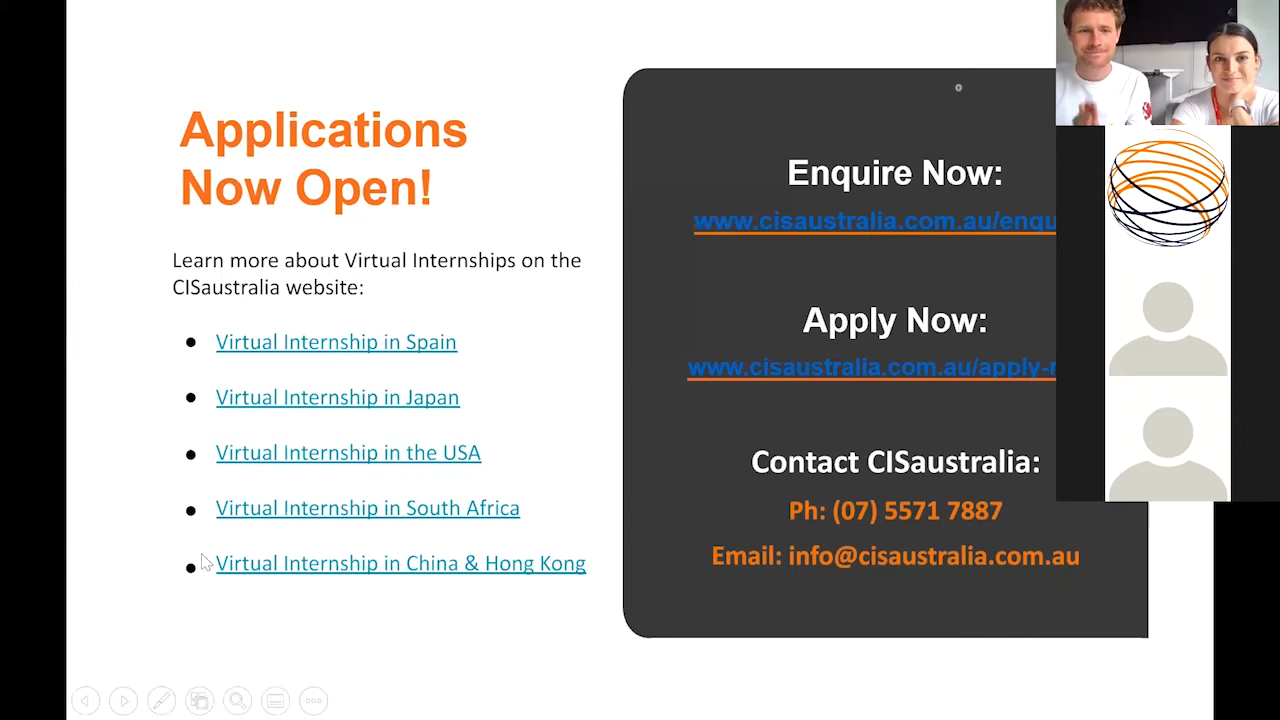 Applications
Now Open!
Learn more about Virtual Internships on the
CISaustralia website:
Virtual Internship in Spain
Virtual Internship in Japan
Virtual Internship in the USA
Virtual Internship in South Africa
Virtual Internship in China & Hong Kong
Enquire Now:
www.cisaustralia.com.au/enqu
Apply Now:
www.cisaustralia.com.au/apply-
Contact CISaustralia:
Ph: (07) 5571 7887
Email: info@cisaustralia.com.au